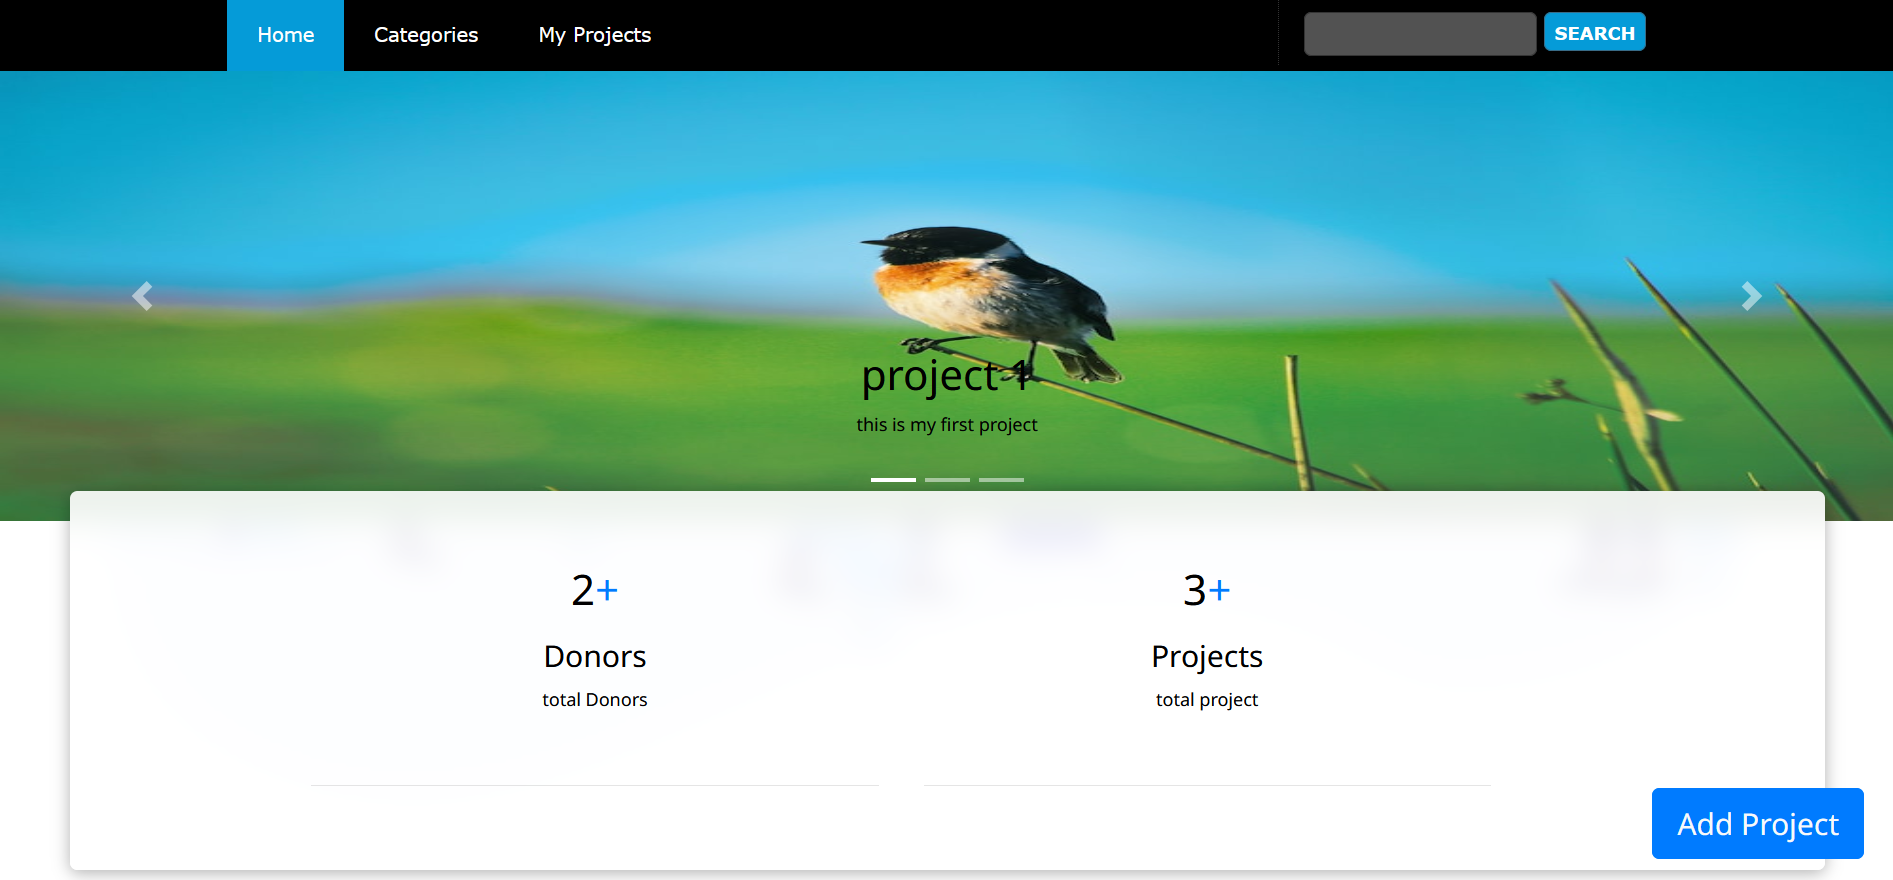 Home Categories My Projects SEARCH
project 1
this is my first project
2+ 3+
Donors Projects
total Donors total project
Add Project